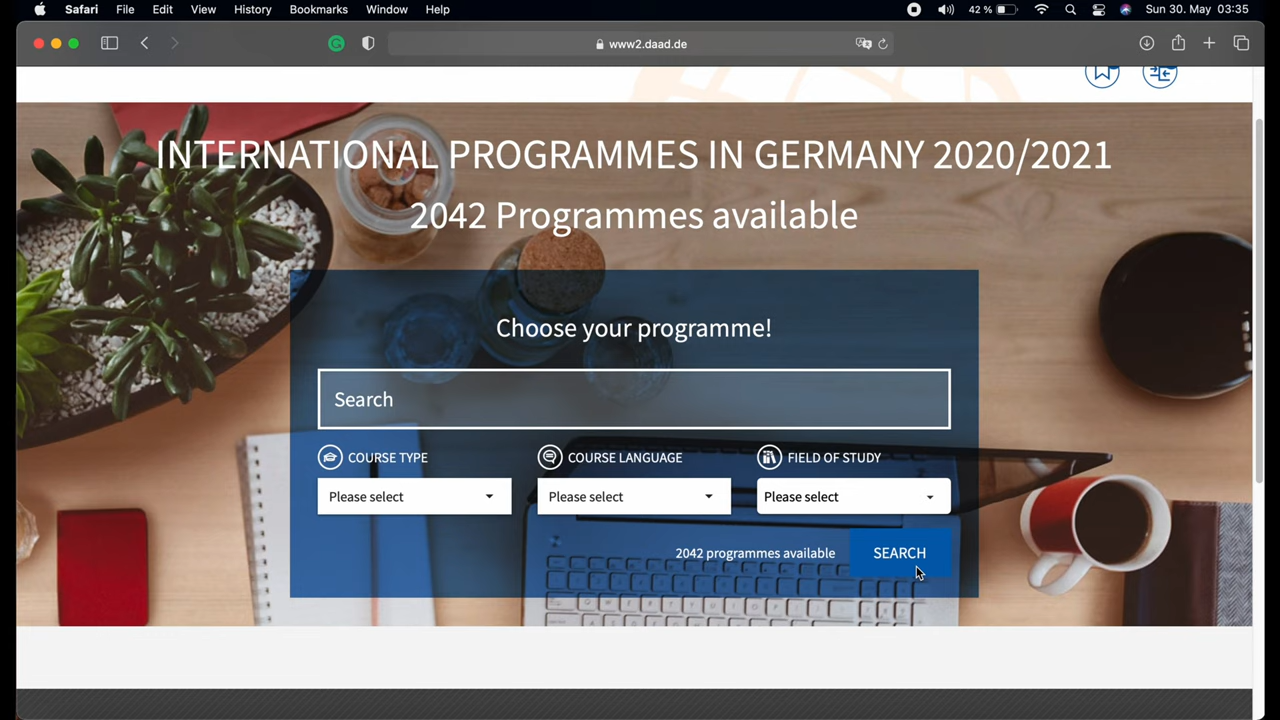 Safari File Edit View History Bookmarks Window Help 42 % Sun 30. May 03:35
www2.daad.de
INTERNATIONAL PROGRAMMES IN GERMANY 2020/2021
2042 Programmes available
Choose your programme!
Search
COURSE TYPE COURSE LANGUAGE FIELD OF STUDY
Please select Please select Please select
2042 programmes available SEARCH